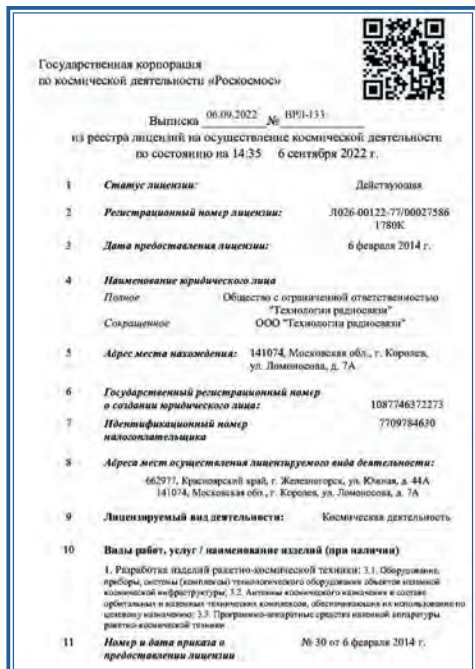 Государственная корпорация
по космической деятельности «Роскосмос»
Выписка 06.09.2022 № ВРЛ-133
из реестра лицензий на осуществление космической деятельности
по состоянию на 14:35 6 сентября 2022 г.
1 Статус лицензии: Действующая
2 Регистрационный номер лицензии: Л026-00122-77/00027586
1780К
3 Дата предоставления лицензии: 6 февраля 2014 г.
4 Наименование юридического лица
Полное Общество с ограниченной ответственностью
"Технологии радиосвязи"
Сокращенное ООО "Технологии радиосвязи"
5 Адрес места нахождения: 141074, Московская обл., г. Королев,
ул. Ломоносова, д. 7А
6 Государственный регистрационный номер
о создании юридического лица: 1087746372273
7 Идентификационный номер 7709784630
налогоплательщика
8 Адреса мест осуществления лицензируемого вида деятельности:
662977, Красноярский край, г. Железногорск, ул. Южная, д. 44А
141074, Московская обл., г. Королев, ул. Ломоносова, д. 7А
9 Лицензируемый вид деятельности: Космическая деятельность
10 Виды работ, услуг / наименование изделий (при наличии)
1. Разработка изделий ракетно-космической техники: 3.1. Оборудование,
приборы, системы (комплексы) технологического оборудования объектов наземной
космической инфраструктуры; 3.2. Антенны космического назначения в составе
орбитальных и наземных технических комплексов, обеспечивающих их использование по
целевому назначению; 3.3. Программно-аппаратные средства наземной аппаратуры
ракетно-космической техники
11 Номер и дата приказа о № 30 от 6 февраля 2014 г.
предоставлении лицензии